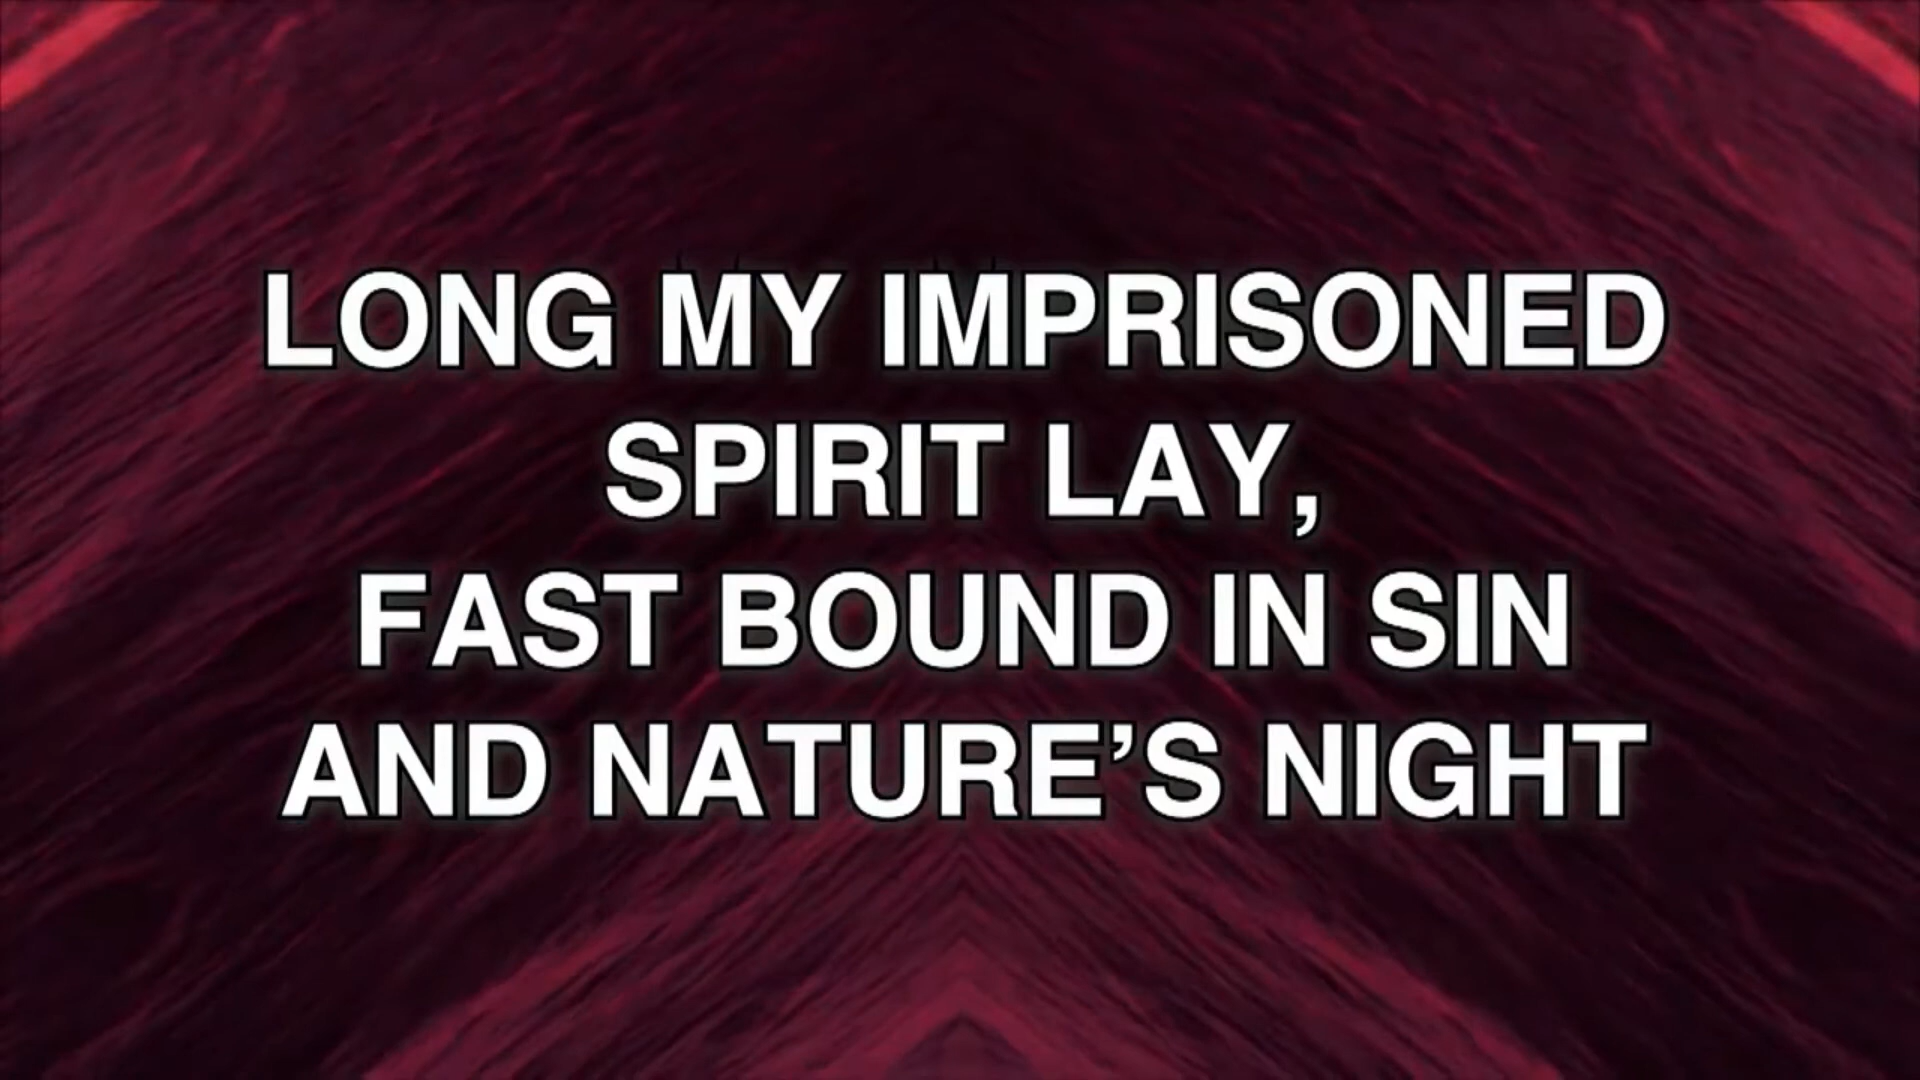 LONG MY IMPRISONED
SPIRIT LAY,
FAST BOUND IN SIN
AND NATURE’S NIGHT